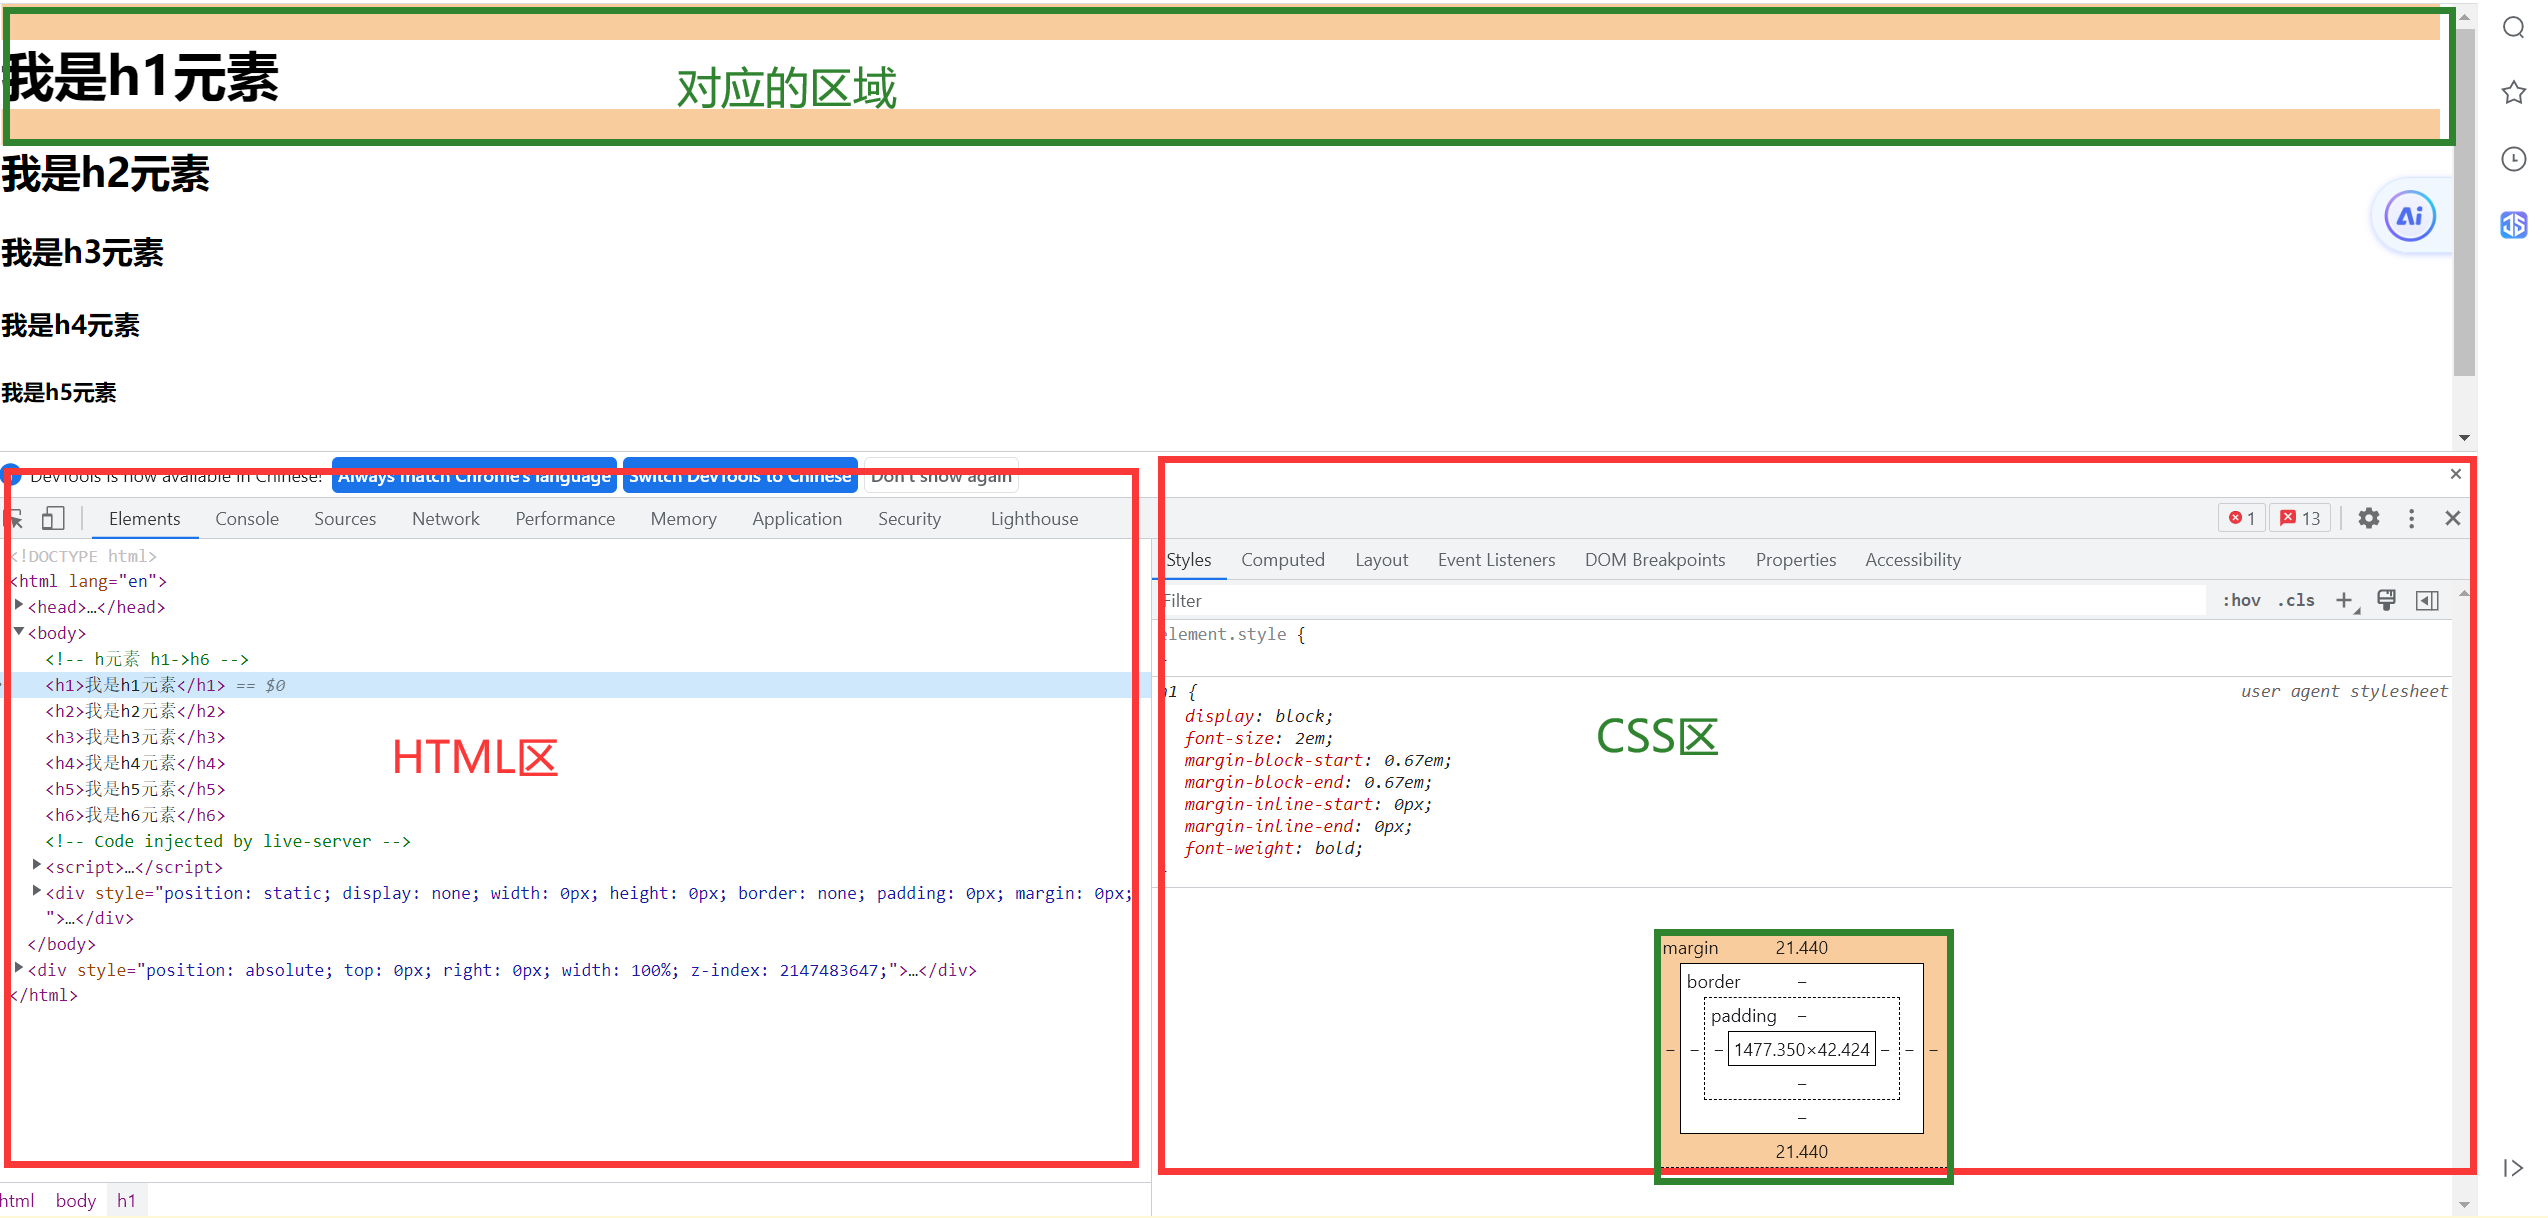 我是h1元素
对应的区域
我是h2元素
我是h3元素
我是h4元素
我是h5元素
Ai
DevTools is now available in Chinese! Always match Chrome's language Switch DevTools to Chinese Don't show again
Elements Console Sources Network Performance Memory Application Security Lighthouse 1 13
<!DOCTYPE html>
<html lang="en">
<head>…</head>
<body>
<!-- h元素 h1->h6 -->
<h1>我是h1元素</h1> == $0
<h2>我是h2元素</h2>
<h3>我是h3元素</h3>
<h4>我是h4元素</h4>
<h5>我是h5元素</h5>
<h6>我是h6元素</h6>
<!-- Code injected by live-server -->
<script>…</script>
<div style="position: static; display: none; width: 0px; height: 0px; border: none; padding: 0px; margin: 0px;
">…</div>
</body>
<div style="position: absolute; top: 0px; right: 0px; width: 100%; z-index: 2147483647;">…</div>
</html>
HTML区
html body h1
Styles Computed Layout Event Listeners DOM Breakpoints Properties Accessibility
Filter :hov .cls
element.style {
}
h1 { user agent stylesheet
display: block;
font-size: 2em;
margin-block-start: 0.67em;
margin-block-end: 0.67em;
margin-inline-start: 0px;
margin-inline-end: 0px;
font-weight: bold;
}
CSS区
margin 21.440
border –
padding –
– – – 1477.350×42.424 – – –
–
–
21.440